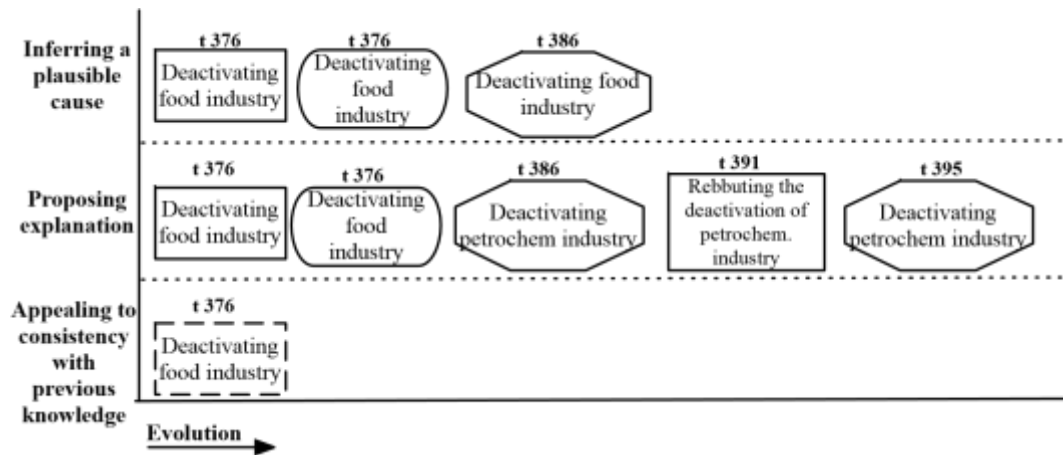 Inferring a
plausible
cause
t 376
Deactivating
food industry
t 376
Deactivating
food
industry
t 386
Deactivating food
industry
Proposing
explanation
t 376
Deactivating
food industry
t 376
Deactivating
food
industry
t 386
Deactivating
petrochem industry
t 391
Rebbuting the
deactivation of
petrochem.
industry
t 395
Deactivating
petrochem industry
Appealing to
consistency
with
previous
knowledge
t 376
Deactivating
food industry
Evolution